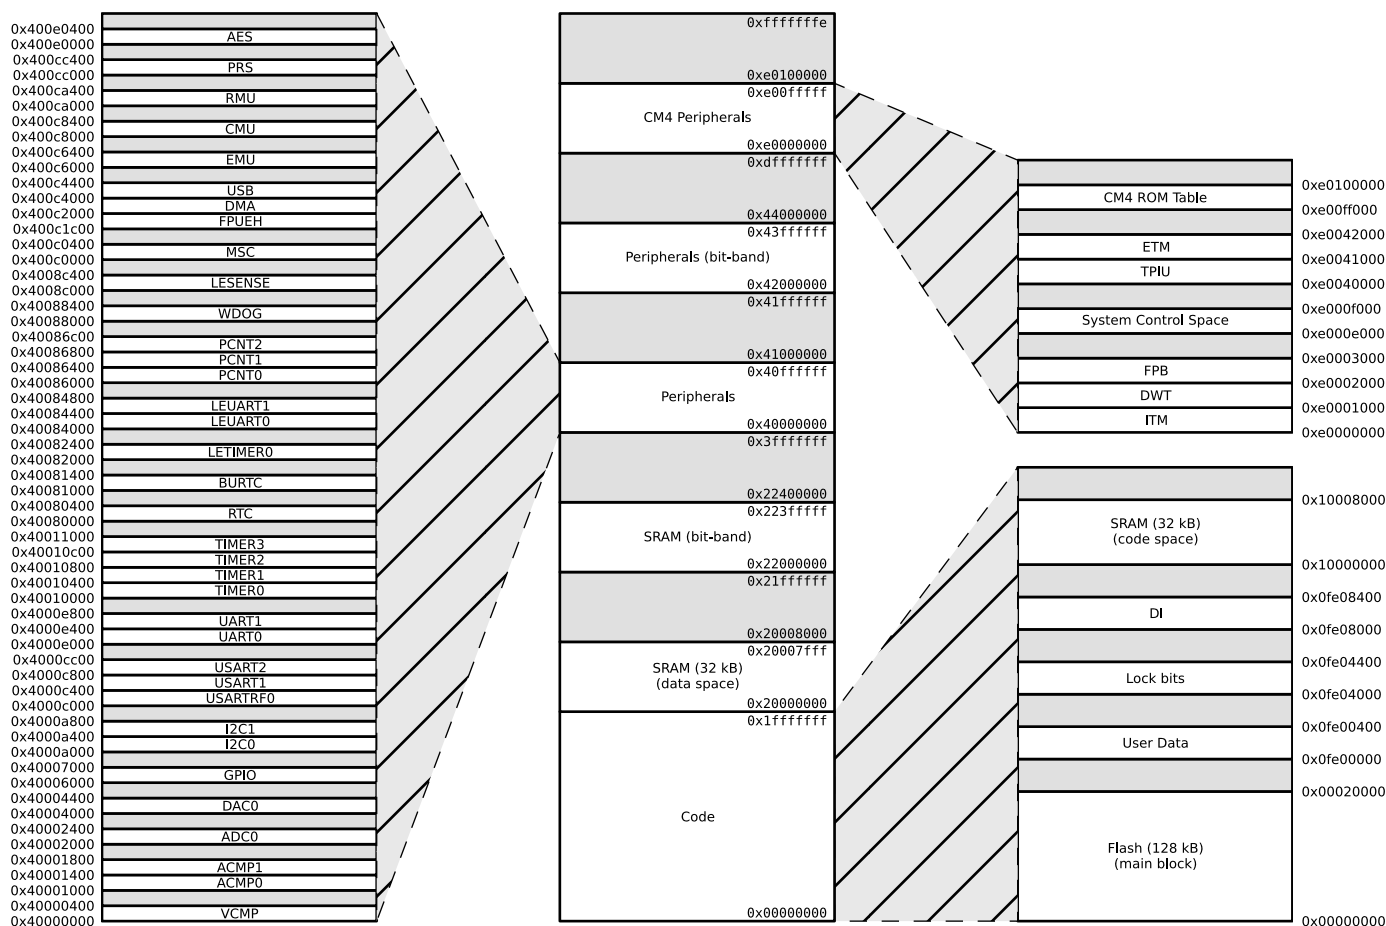 0x400e0400
AES
0x400e0000
0x400cc400
PRS
0x400cc000
0x400ca400
RMU
0x400ca000
0x400c8400
CMU
0x400c8000
0x400c6400
EMU
0x400c6000
0x400c4400
USB
0x400c4000
DMA
0x400c2000
FPUEH
0x400c1c00
0x400c0400
MSC
0x400c0000
0x4008c400
LESENSE
0x4008c000
0x40088400
WDOG
0x40088000
0x40086c00
PCNT2
0x40086800
PCNT1
0x40086400
PCNT0
0x40086000
0x40084800
LEUART1
0x40084400
LEUART0
0x40084000
0x40082400
LETIMER0
0x40082000
0x40081400
BURTC
0x40081000
0x40080400
RTC
0x40080000
0x40011000
TIMER3
0x40010c00
TIMER2
0x40010800
TIMER1
0x40010400
TIMER0
0x40010000
0x4000e800
UART1
0x4000e400
UART0
0x4000e000
0x4000cc00
USART2
0x4000c800
USART1
0x4000c400
USARTRF0
0x4000c000
0x4000a800
I2C1
0x4000a400
I2C0
0x4000a000
0x40007000
GPIO
0x40006000
0x40004400
DAC0
0x40004000
0x40002400
ADC0
0x40002000
0x40001800
ACMP1
0x40001400
ACMP0
0x40001000
0x40000400
VCMP
0x40000000
0xfffffffe
0xe0100000
0xe00fffff
CM4 Peripherals
0xe0000000
0xdfffffff
0x44000000
0x43ffffff
Peripherals (bit-band)
0x42000000
0x41ffffff
0x41000000
0x40ffffff
Peripherals
0x40000000
0x3fffffff
0x22400000
0x223fffff
SRAM (bit-band)
0x22000000
0x21ffffff
0x20008000
0x20007fff
SRAM (32 kB)
(data space)
0x20000000
0x1fffffff
Code
0x00000000
0xe0100000
CM4 ROM Table
0xe00ff000
0xe0042000
ETM
0xe0041000
TPIU
0xe0040000
0xe000f000
System Control Space
0xe000e000
0xe0003000
FPB
0xe0002000
DWT
0xe0001000
ITM
0xe0000000
0x10008000
SRAM (32 kB)
(code space)
0x10000000
0x0fe08400
DI
0x0fe08000
0x0fe04400
Lock bits
0x0fe04000
0x0fe00400
User Data
0x0fe00000
0x00020000
Flash (128 kB)
(main block)
0x00000000